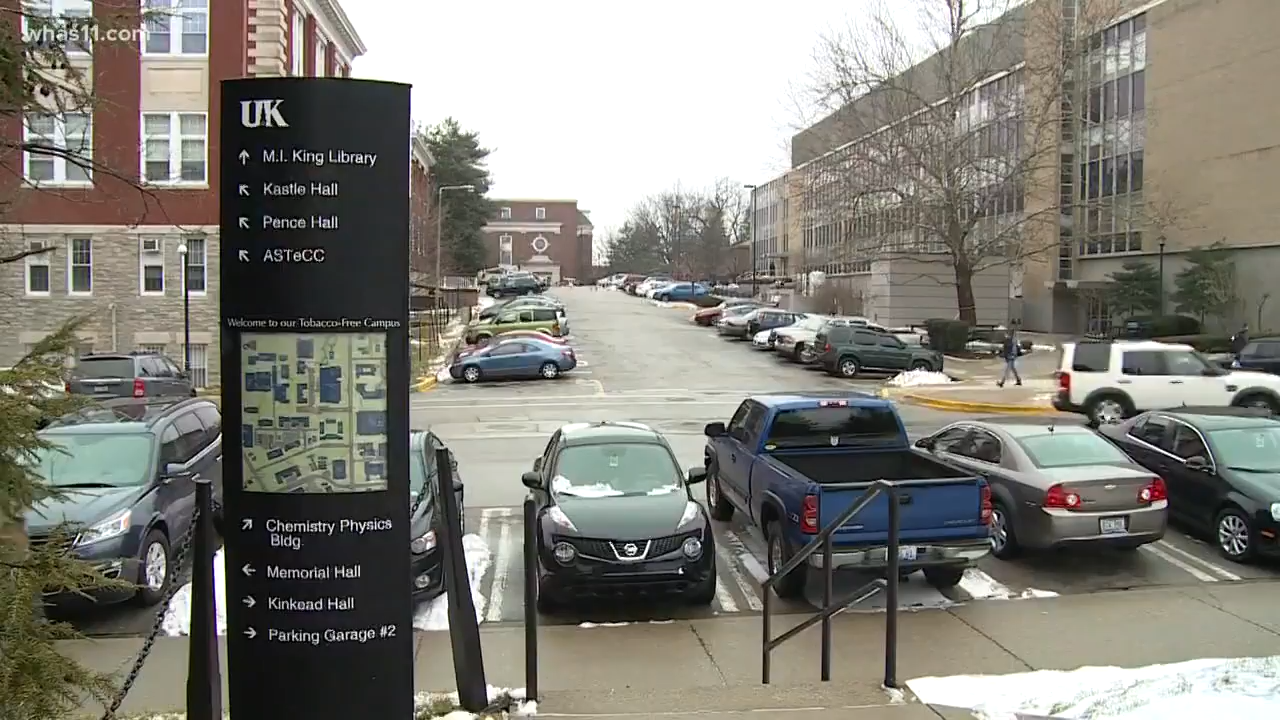 whas11.com
UK
M.I. King Library
Kastle Hall
Pence Hall
ASTeCC
Welcome to our Tobacco-Free Campus
Chemistry Physics
Bldg.
Memorial Hall
Kinkead Hall
Parking Garage #2